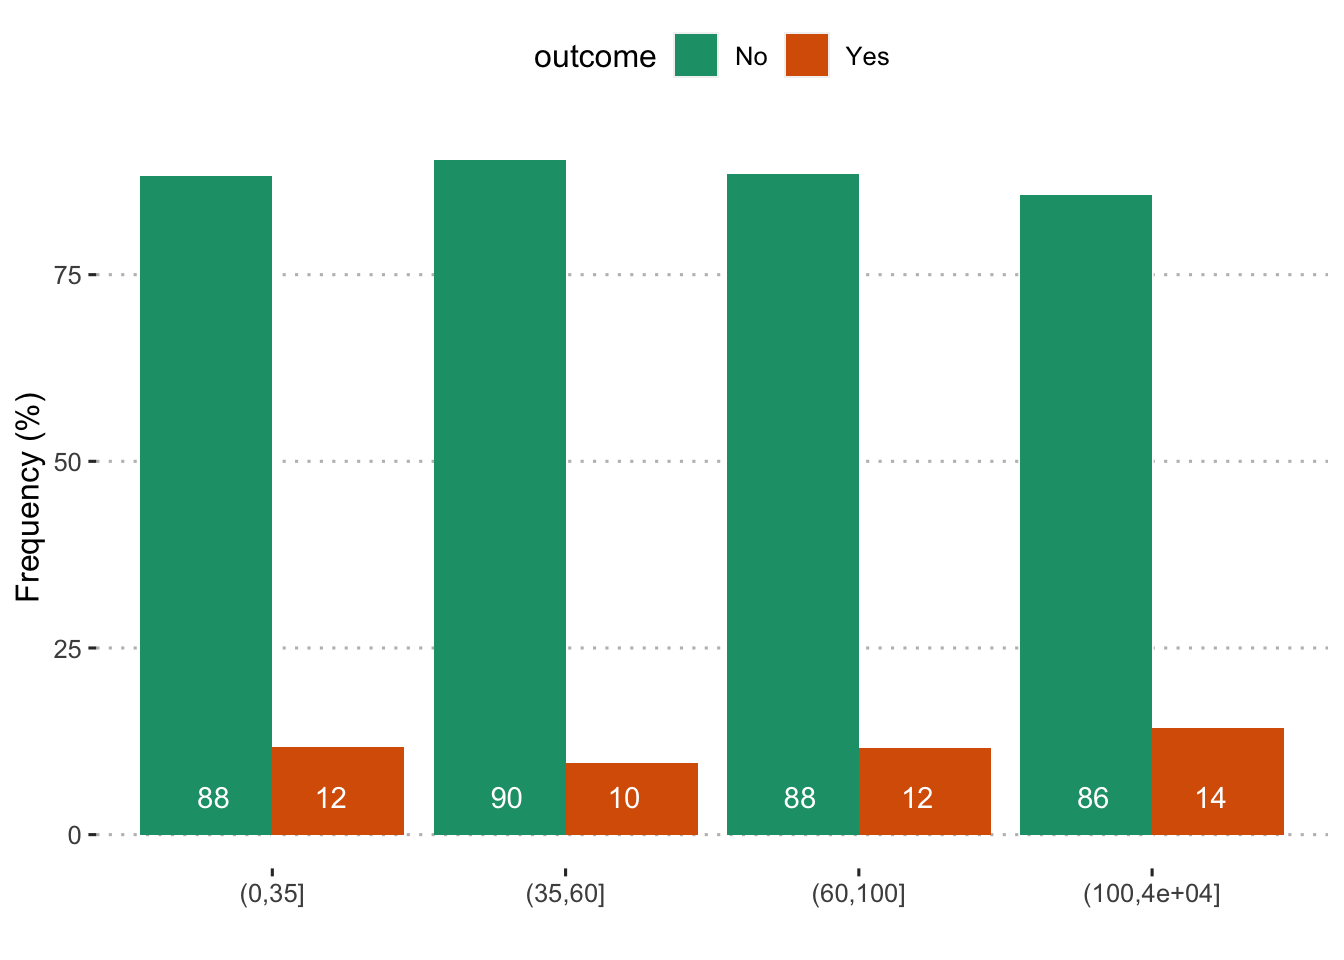 outcome No Yes
Frequency (%)
75
50
25
0
88 12 90 10 88 12 86 14
(0,35] (35,60] (60,100] (100,4e+04]